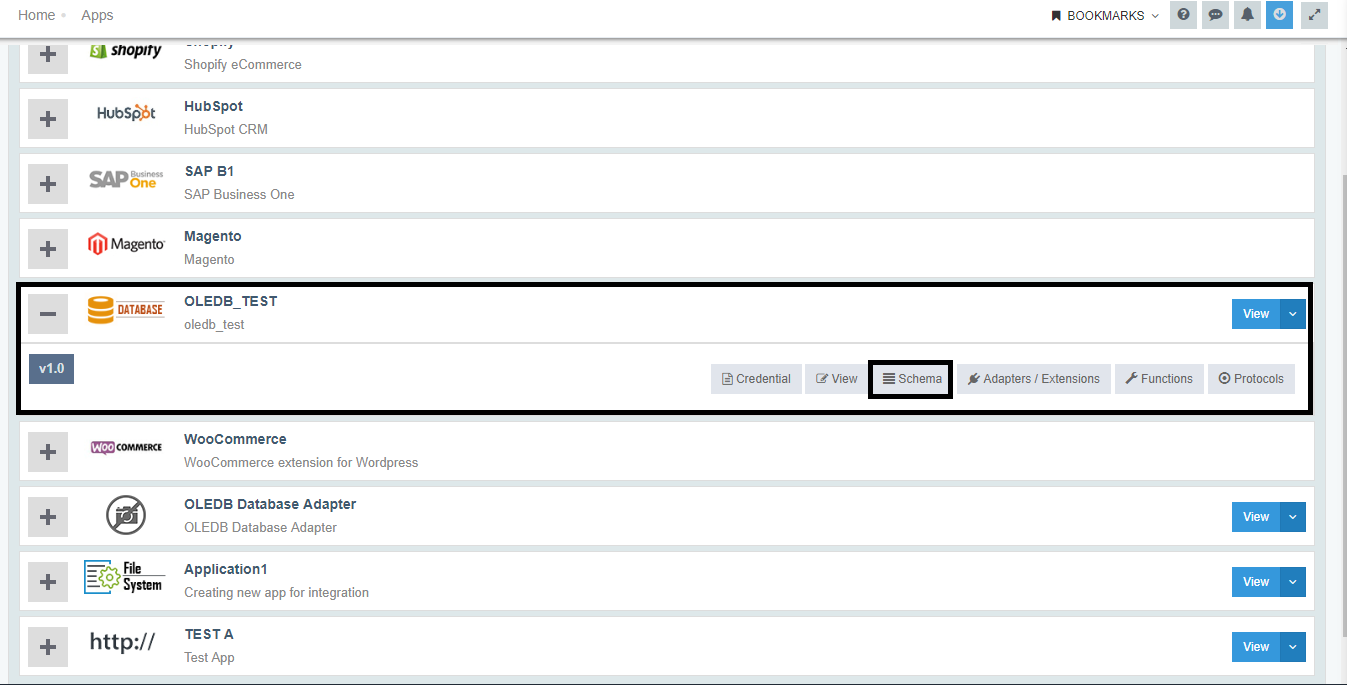 Home • Apps
BOOKMARKS
shopify
Shopify
Shopify eCommerce
HubSpot
HubSpot
HubSpot CRM
SAP Business One
SAP B1
SAP Business One
Magento
Magento
Magento
DATABASE
OLEDB_TEST
oledb_test
View
v1.0
Credential
View
Schema
Adapters / Extensions
Functions
Protocols
WOO COMMERCE
WooCommerce
WooCommerce extension for Wordpress
OLEDB Database Adapter
OLEDB Database Adapter
View
File
System
Application1
Creating new app for integration
View
http://
TEST A
Test App
View